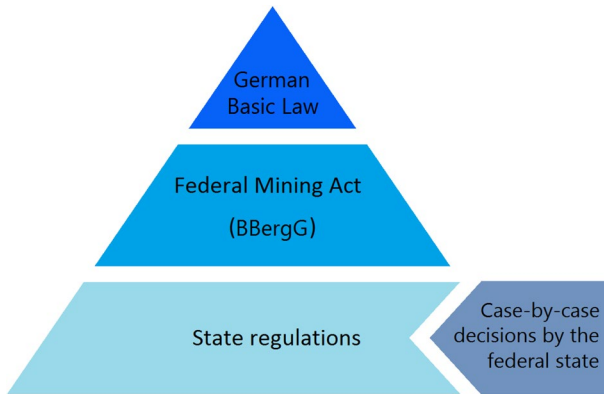 German
Basic Law
Federal Mining Act
(BBergG)
State regulations
Case-by-case
decisions by the
federal state